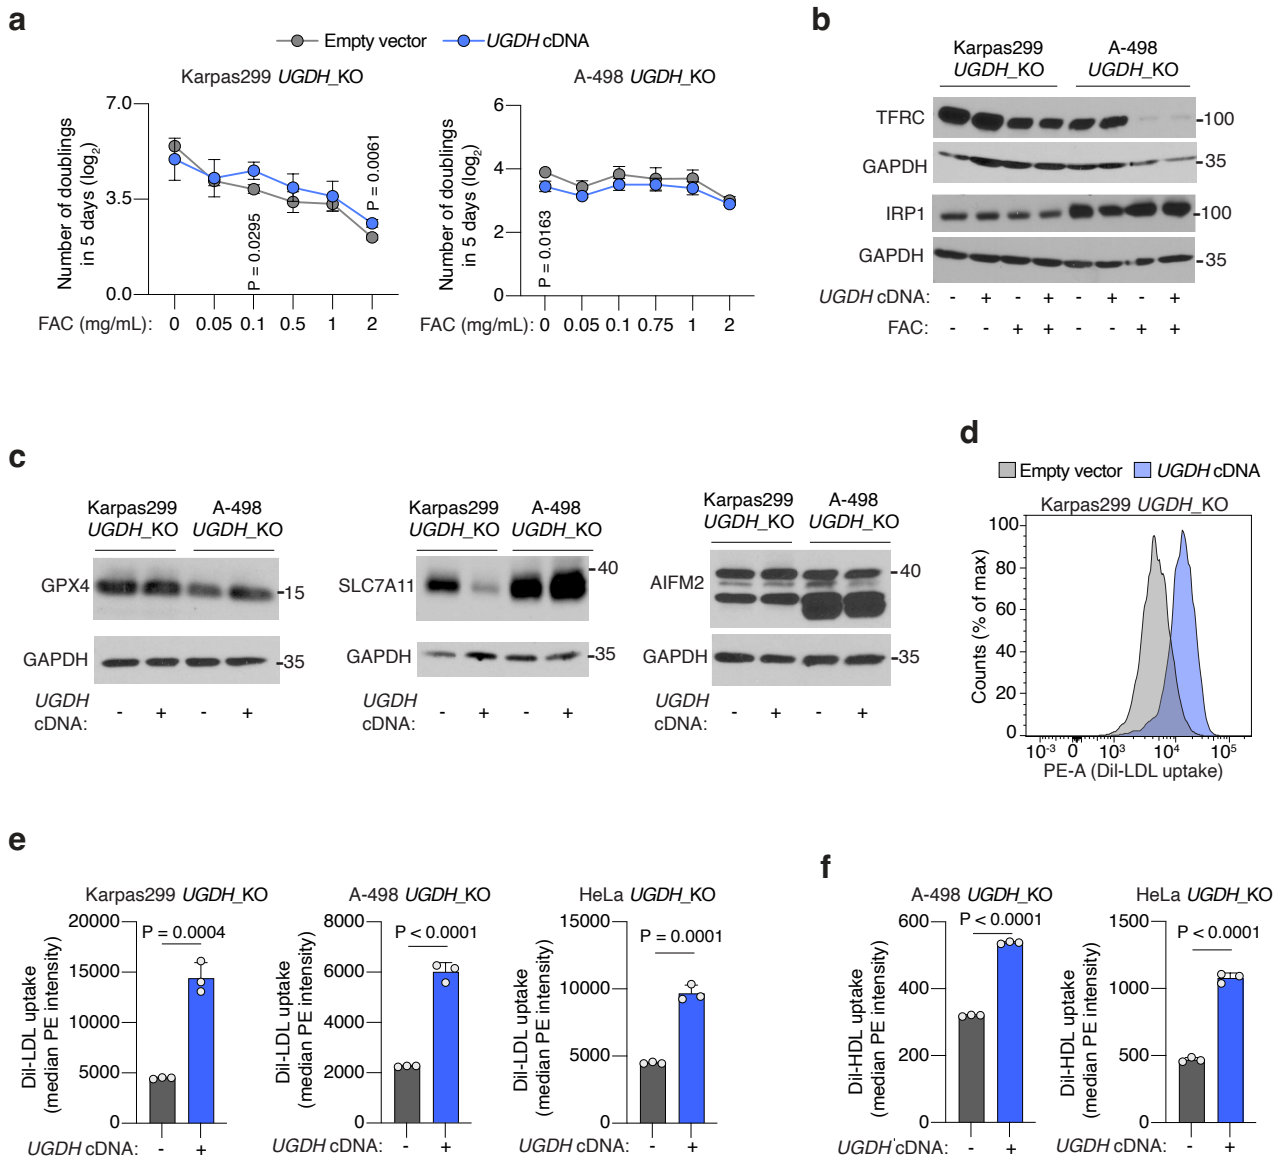 a
Empty vector
UGDH cDNA
Karpas299 UGDH_KO
Number of doublings
in 5 days (log2)
7.0
3.5
0.0
P = 0.0295
P = 0.0061
FAC (mg/mL): 0 0.05 0.1 0.5 1 2
A-498 UGDH_KO
Number of doublings
in 5 days (log2)
6
4
2
0
P = 0.0163
FAC (mg/mL): 0 0.05 0.1 0.75 1 2
b
Karpas299 A-498
UGDH_KO UGDH_KO
TFRC -100
GAPDH -35
IRP1 -100
GAPDH -35
UGDH cDNA: - + - + - + - +
FAC: - - + + - - + +
c
Karpas299 A-498
UGDH_KO UGDH_KO
GPX4 -15
GAPDH -35
UGDH
cDNA: - + - +
Karpas299 A-498
UGDH_KO UGDH_KO
SLC7A11 -40
GAPDH -35
UGDH
cDNA: - + - +
Karpas299 A-498
UGDH_KO UGDH_KO
AIFM2 -40
GAPDH -35
UGDH
cDNA: - + - +
d
Empty vector UGDH cDNA
Karpas299 UGDH_KO
Counts (% of max)
100
80
60
40
20
0
10-3 0 103 104 105
PE-A (Dil-LDL uptake)
e
Karpas299 UGDH_KO
Dil-LDL uptake
(median PE intensity)
20000
15000
10000
5000
0
P = 0.0004
UGDH cDNA: - +
A-498 UGDH_KO
Dil-LDL uptake
(median PE intensity)
8000
6000
4000
2000
0
P < 0.0001
UGDH cDNA: - +
HeLa UGDH_KO
Dil-LDL uptake
(median PE intensity)
15000
10000
5000
0
P = 0.0001
UGDH cDNA: - +
f
A-498 UGDH_KO
Dil-HDL uptake
(median PE intensity)
600
400
200
0
P < 0.0001
UGDH cDNA: - +
HeLa UGDH_KO
Dil-HDL uptake
(median PE intensity)
1500
1000
500
0
P < 0.0001
UGDH cDNA: - +